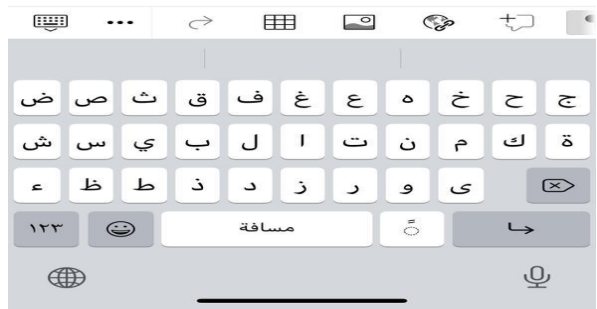 ض ص ث ق ف غ ع ه خ ح ج
ش س ي ب ل ا ت ن م ك ة
ء ظ ط ذ د ز ر و ى
١٢٣ مسافة